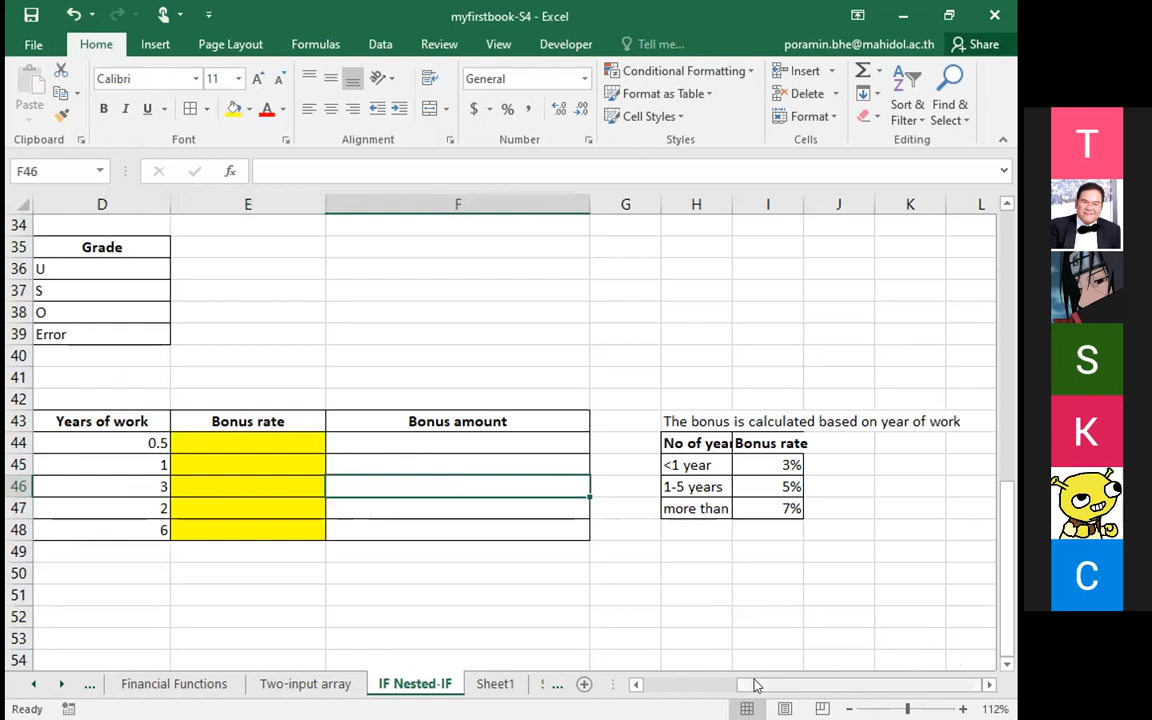 myfirstbook-S4 - Excel
File Home Insert Page Layout Formulas Data Review View Developer Tell me... poramin.bhe@mahidol.ac.th Share
Calibri 11 General Conditional Formatting Insert
Paste Format as Table Delete Sort & Find &
B I U A $ % , Cell Styles Format Filter Select
Clipboard Font Alignment Number Styles Cells Editing
F46 fx
D E F G H I J K L
34
35 Grade
36 U
37 S
38 O
39 Error
40
41
42
43 Years of work Bonus rate Bonus amount The bonus is calculated based on year of work
44 0.5 No of year Bonus rate
45 1 <1 year 3%
46 3 1-5 years 5%
47 2 more than 7%
48 6
49
50
51
52
53
54
... Financial Functions Two-input array IF Nested-IF Sheet1 S ...
Ready 112%
T
S
K
C